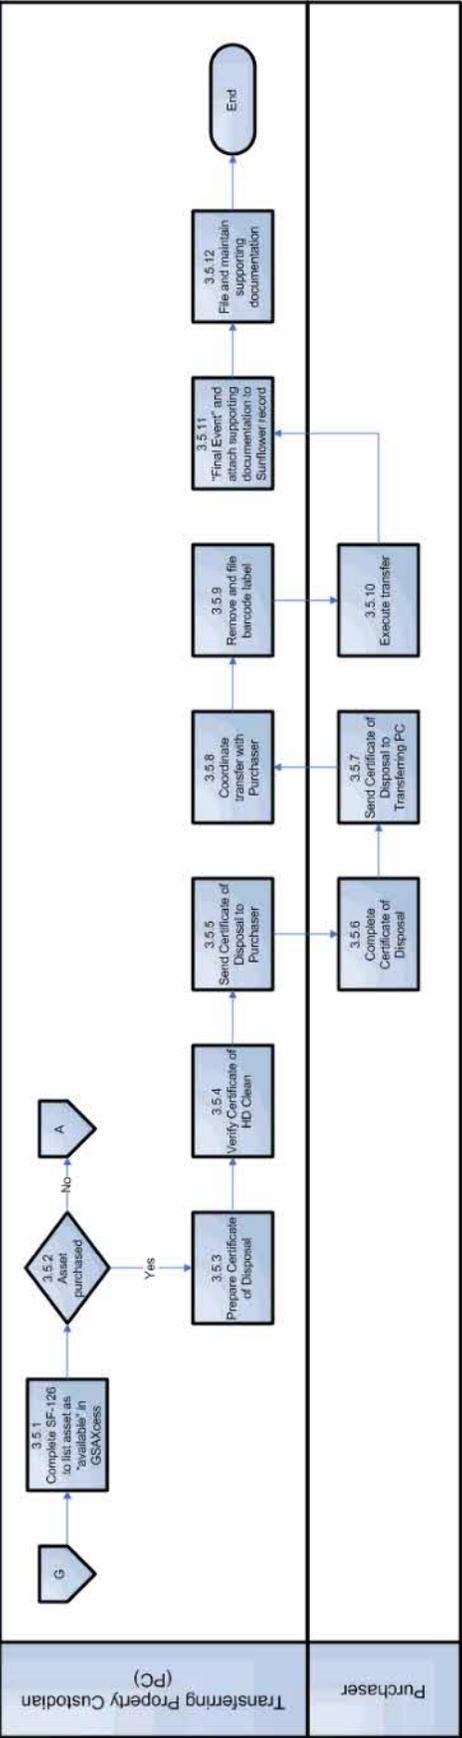 Transferring Property Custodian
(PC)
G
3.5.1
Complete SF-126
to list asset as
"available" in
GSAXcess
3.5.2
Asset
purchased
No
A
Yes
3.5.3
Prepare Certificate
of Disposal
3.5.4
Verify Certificate of
HD Clean
3.5.5
Send Certificate of
Disposal to
Purchaser
3.5.8
Coordinate
transfer with
Purchaser
3.5.9
Remove and file
barcode label
3.5.11
"Final Event" and
attach supporting
documentation to
Sunflower record
3.5.12
File and maintain
supporting
documentation
End
Purchaser
3.5.6
Complete
Certificate of
Disposal
3.5.7
Send Certificate of
Disposal to
Transferring PC
3.5.10
Execute transfer